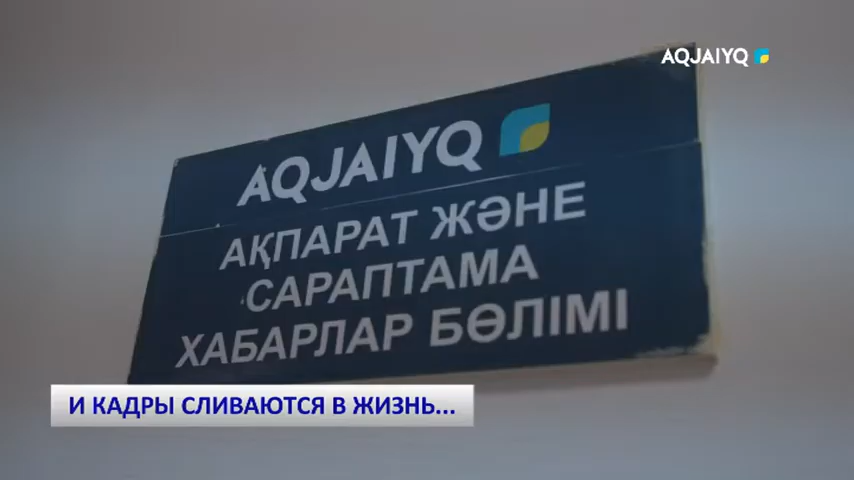 AQJAIYQ
AQJAIYQ
АҚПАРАТ ЖӘНЕ
САРАПТАМА
ХАБАРЛАР БӨЛІМІ
И КАДРЫ СЛИВАЮТСЯ В ЖИЗНЬ...